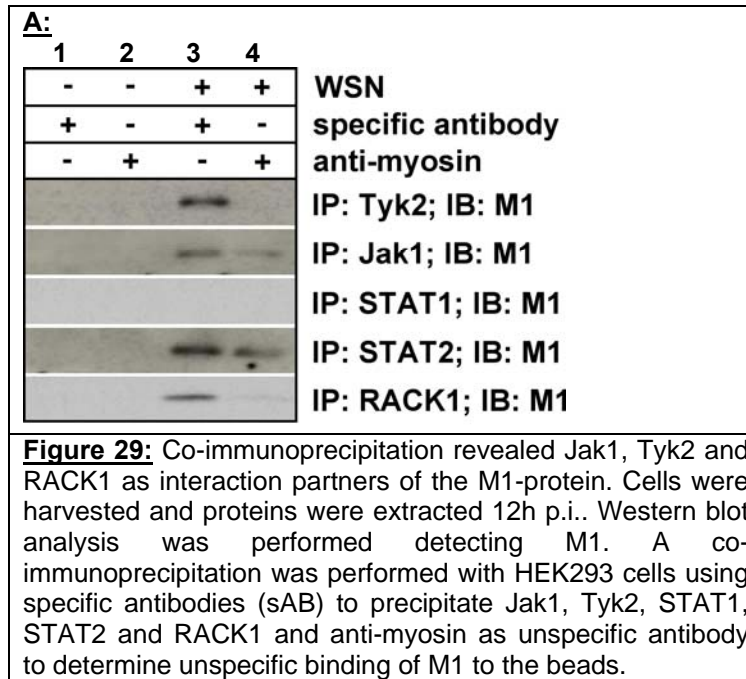 A:
1 2 3 4
- - + + WSN
+ - + - specific antibody
- + - + anti-myosin
IP: Tyk2; IB: M1
IP: Jak1; IB: M1
IP: STAT1; IB: M1
IP: STAT2; IB: M1
IP: RACK1; IB: M1
Figure 29: Co-immunoprecipitation revealed Jak1, Tyk2 and
RACK1 as interaction partners of the M1-protein. Cells were
harvested and proteins were extracted 12h p.i.. Western blot
analysis was performed detecting M1. A co-
immunoprecipitation was performed with HEK293 cells using
specific antibodies (sAB) to precipitate Jak1, Tyk2, STAT1,
STAT2 and RACK1 and anti-myosin as unspecific antibody
to determine unspecific binding of M1 to the beads.